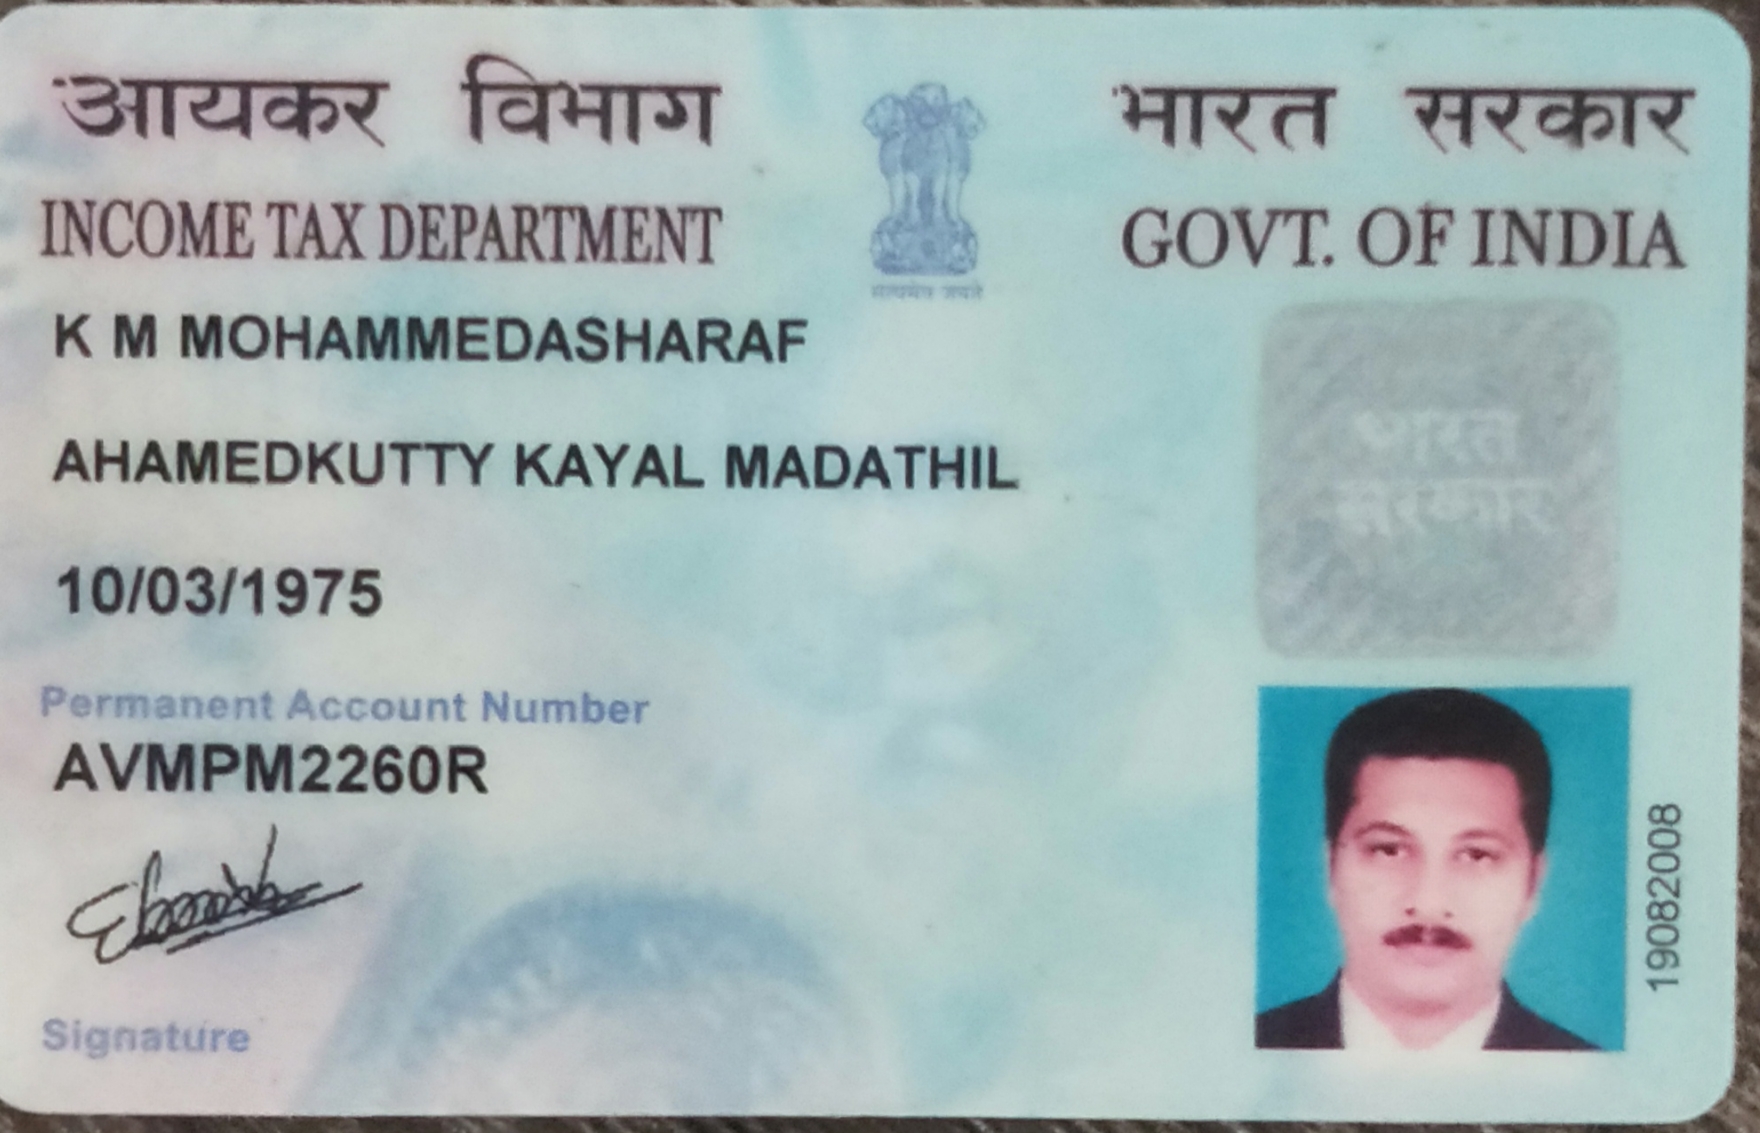 आयकर विभाग
INCOME TAX DEPARTMENT
सत्यमेव जयते
भारत सरकार
GOVT. OF INDIA
K M MOHAMMEDASHARAF
AHAMEDKUTTY KAYAL MADATHIL
10/03/1975
Permanent Account Number
AVMPM2260R
Signature
भारत
सरकार
19082008